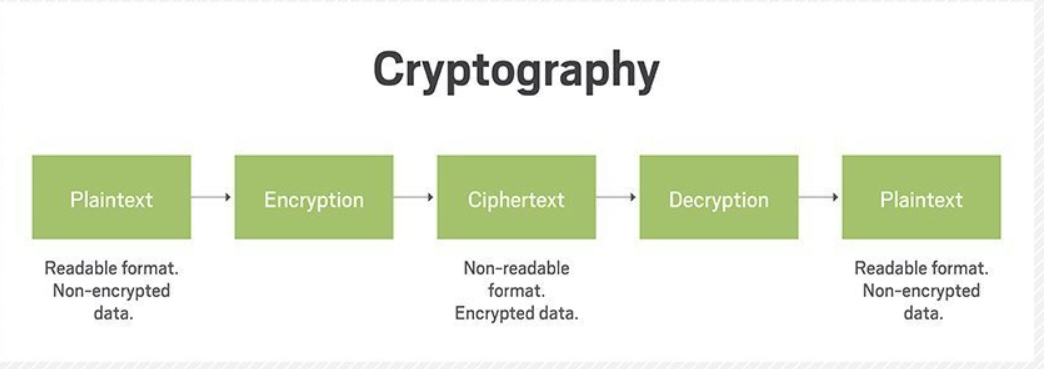 Cryptography
Plaintext
Encryption
Ciphertext
Decryption
Plaintext
Readable format.
Non-encrypted
data.
Non-readable
format.
Encrypted data.
Readable format.
Non-encrypted
data.